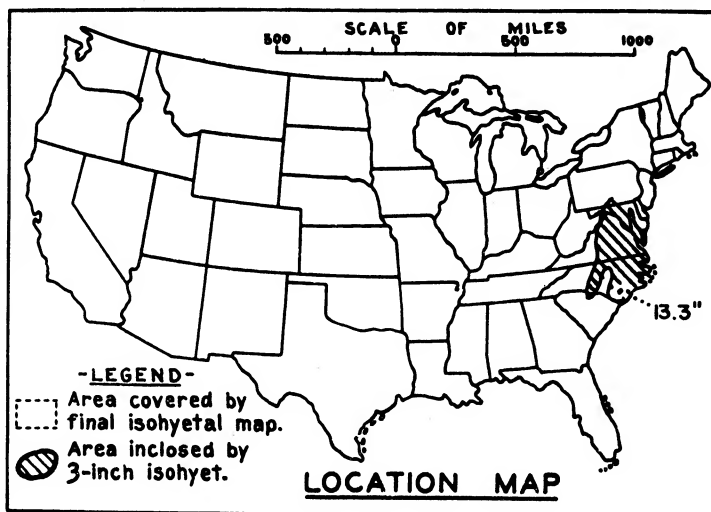 SCALE OF MILES
500 0 500 1000
13.3"
-LEGEND-
Area covered by
final isohyetal map.
Area inclosed by
3-inch isohyet.
LOCATION MAP